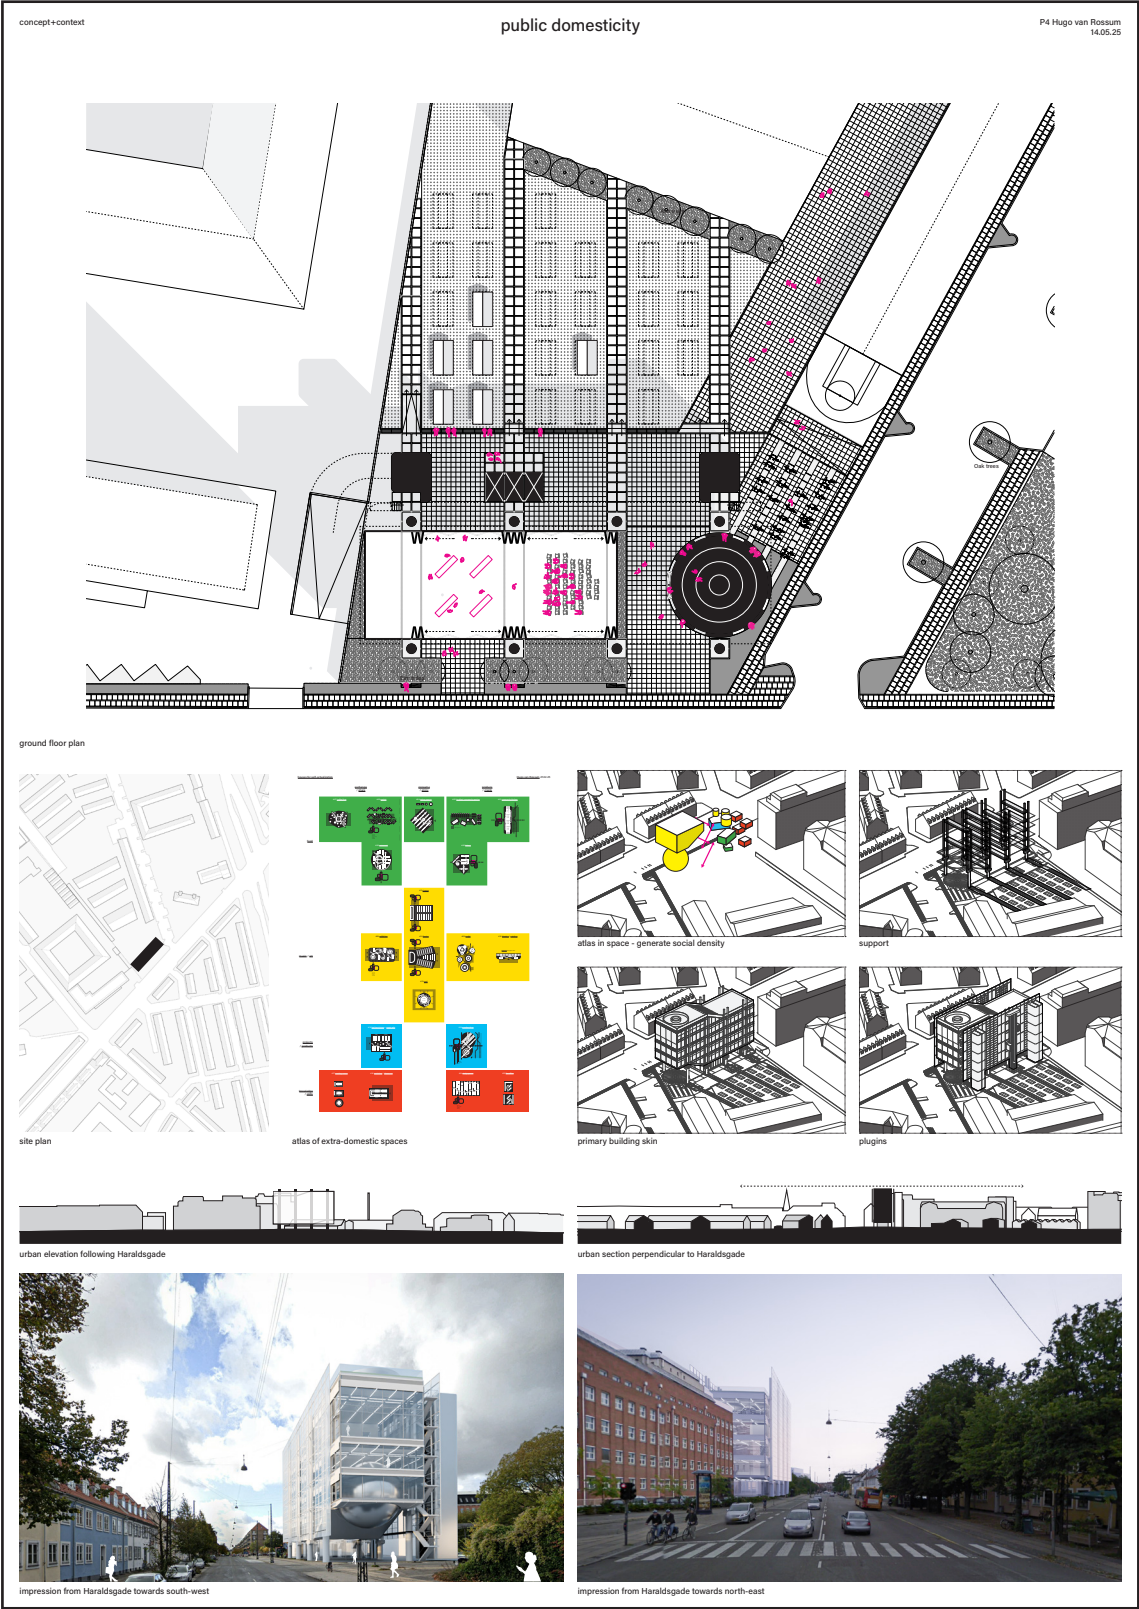 concept+context
public domesticity
P4 Hugo van Rossum
14.05.25
Oak trees
ground floor plan
atlas in space - generate social density
support
site plan
atlas of extra-domestic spaces
primary building skin
plugins
urban elevation following Haraldsgade
urban section perpendicular to Haraldsgade
impression from Haraldsgade towards south-west
impression from Haraldsgade towards north-east